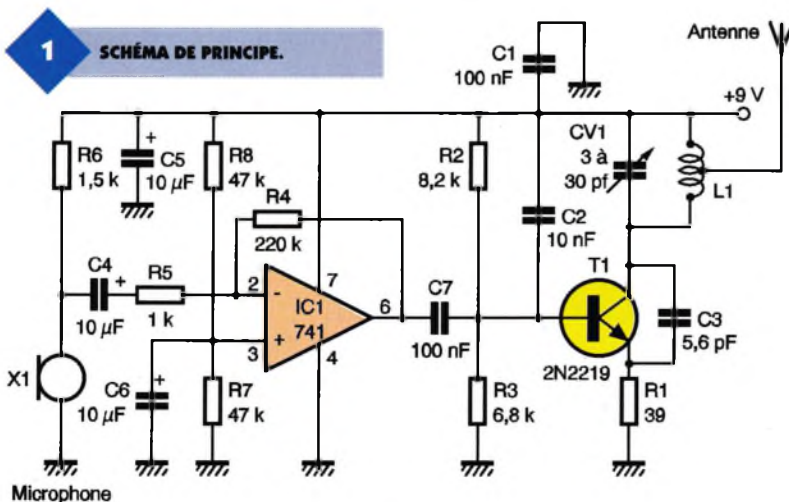 1 SCHÉMA DE PRINCIPE.
Antenne
C1
100 nF
+9 V
R6
1,5 k
C5
10 µF
+
R8
47 k
R4
220 k
R2
8,2 k
CV1
3 à
30 pf
L1
C2
10 nF
T1
C4
+
10 µF
R5
1 k
2
-
7
IC1
741
6
3
+
4
C7
100 nF
2N2219
C3
5,6 pF
X1
C6
10 µF
+
R7
47 k
R3
6,8 k
R1
39
Microphone